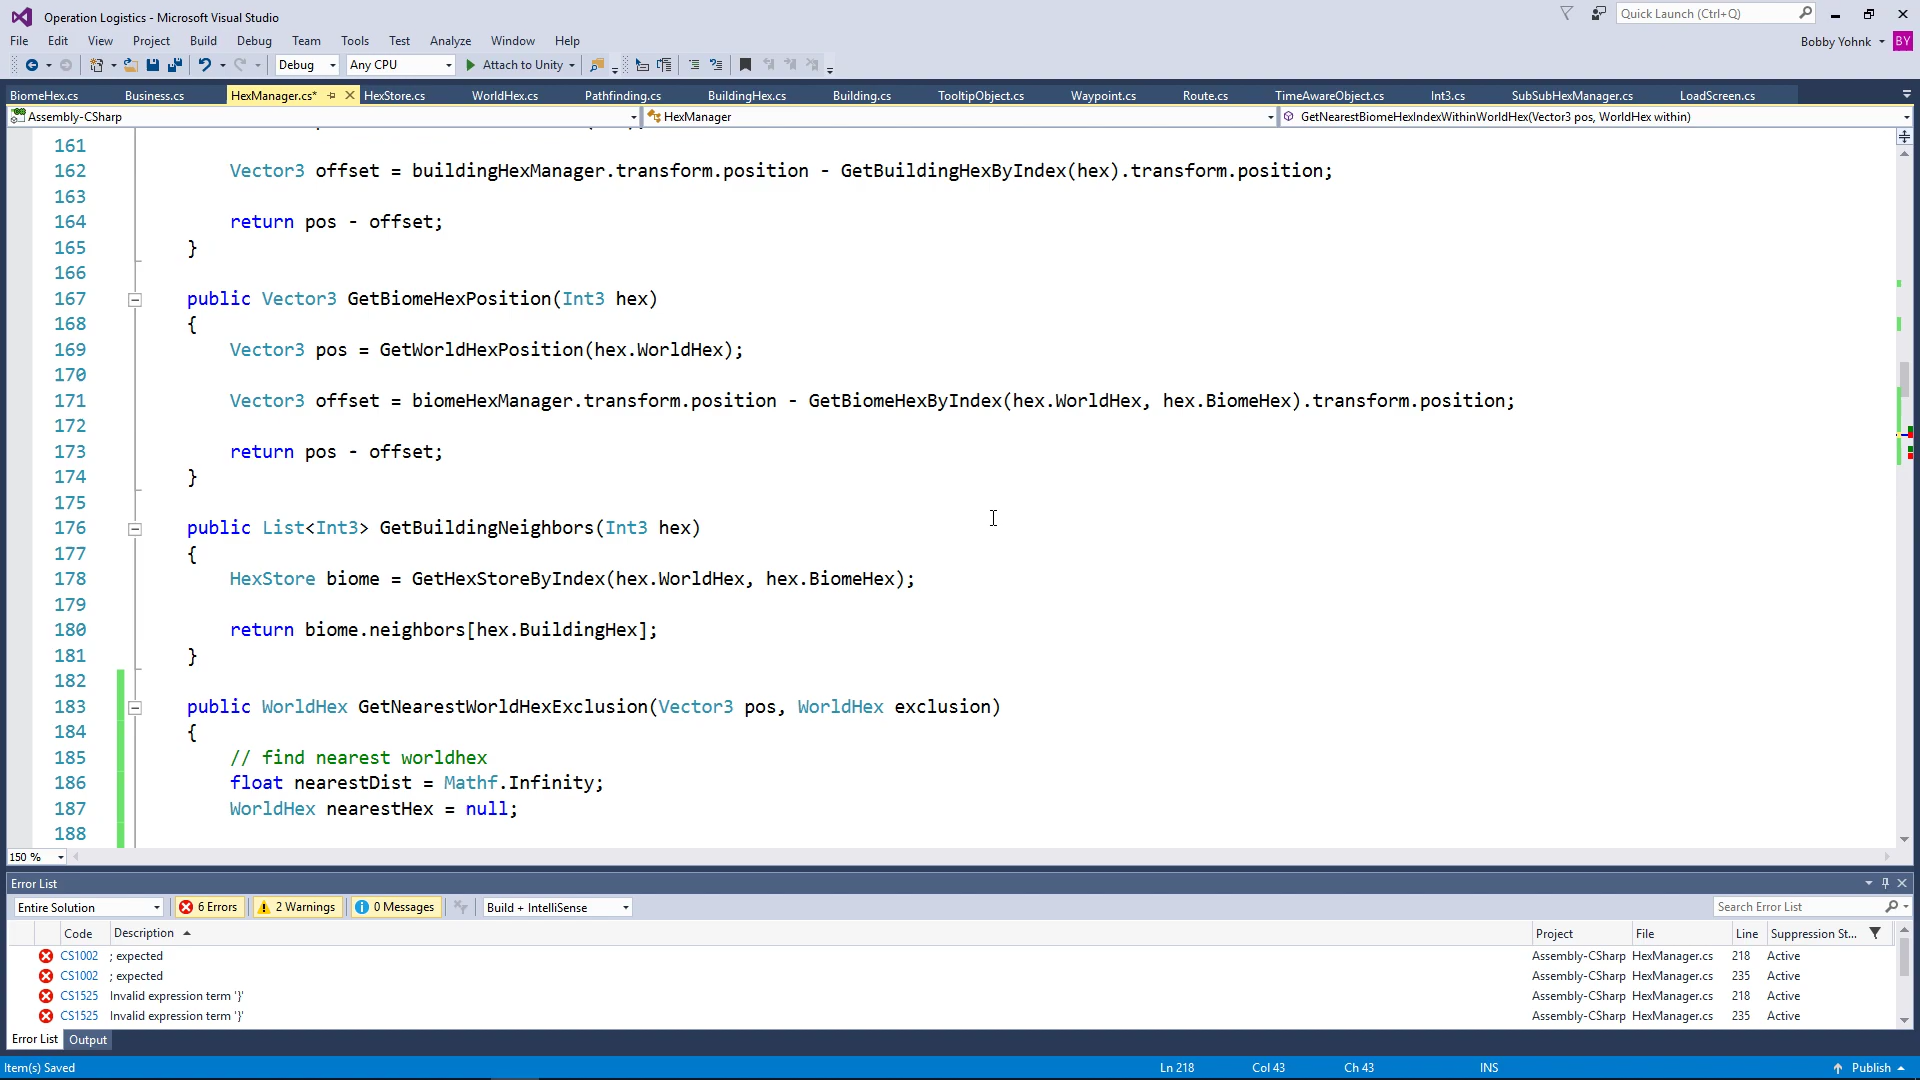 Operation Logistics - Microsoft Visual Studio
Quick Launch (Ctrl+Q)
File Edit View Project Build Debug Team Tools Test Analyze Window Help
Bobby Yohnk BY
Debug Any CPU Attach to Unity
BiomeHex.cs Business.cs HexManager.cs* HexStore.cs WorldHex.cs Pathfinding.cs BuildingHex.cs Building.cs TooltipObject.cs Waypoint.cs Route.cs TimeAwareObject.cs Int3.cs SubSubHexManager.cs LoadScreen.cs
Assembly-CSharp HexManager GetNearestBiomeHexIndexWithinWorldHex(Vector3 pos, WorldHex within)
161
162 Vector3 offset = buildingHexManager.transform.position - GetBuildingHexByIndex(hex).transform.position;
163
164 return pos - offset;
165 }
166
167 public Vector3 GetBiomeHexPosition(Int3 hex)
168 {
169 Vector3 pos = GetWorldHexPosition(hex.WorldHex);
170
171 Vector3 offset = biomeHexManager.transform.position - GetBiomeHexByIndex(hex.WorldHex, hex.BiomeHex).transform.position;
172
173 return pos - offset;
174 }
175
176 public List<Int3> GetBuildingNeighbors(Int3 hex)
177 {
178 HexStore biome = GetHexStoreByIndex(hex.WorldHex, hex.BiomeHex);
179
180 return biome.neighbors[hex.BuildingHex];
181 }
182
183 public WorldHex GetNearestWorldHexExclusion(Vector3 pos, WorldHex exclusion)
184 {
185 // find nearest worldhex
186 float nearestDist = Mathf.Infinity;
187 WorldHex nearestHex = null;
188
150 %
Error List
Entire Solution 6 Errors 2 Warnings 0 Messages Build + IntelliSense Search Error List
Code Description Project File Line Suppression St...
CS1002 ; expected Assembly-CSharp HexManager.cs 218 Active
CS1002 ; expected Assembly-CSharp HexManager.cs 235 Active
CS1525 Invalid expression term '}' Assembly-CSharp HexManager.cs 218 Active
CS1525 Invalid expression term '}' Assembly-CSharp HexManager.cs 235 Active
Error List Output
Item(s) Saved Ln 218 Col 43 Ch 43 INS Publish